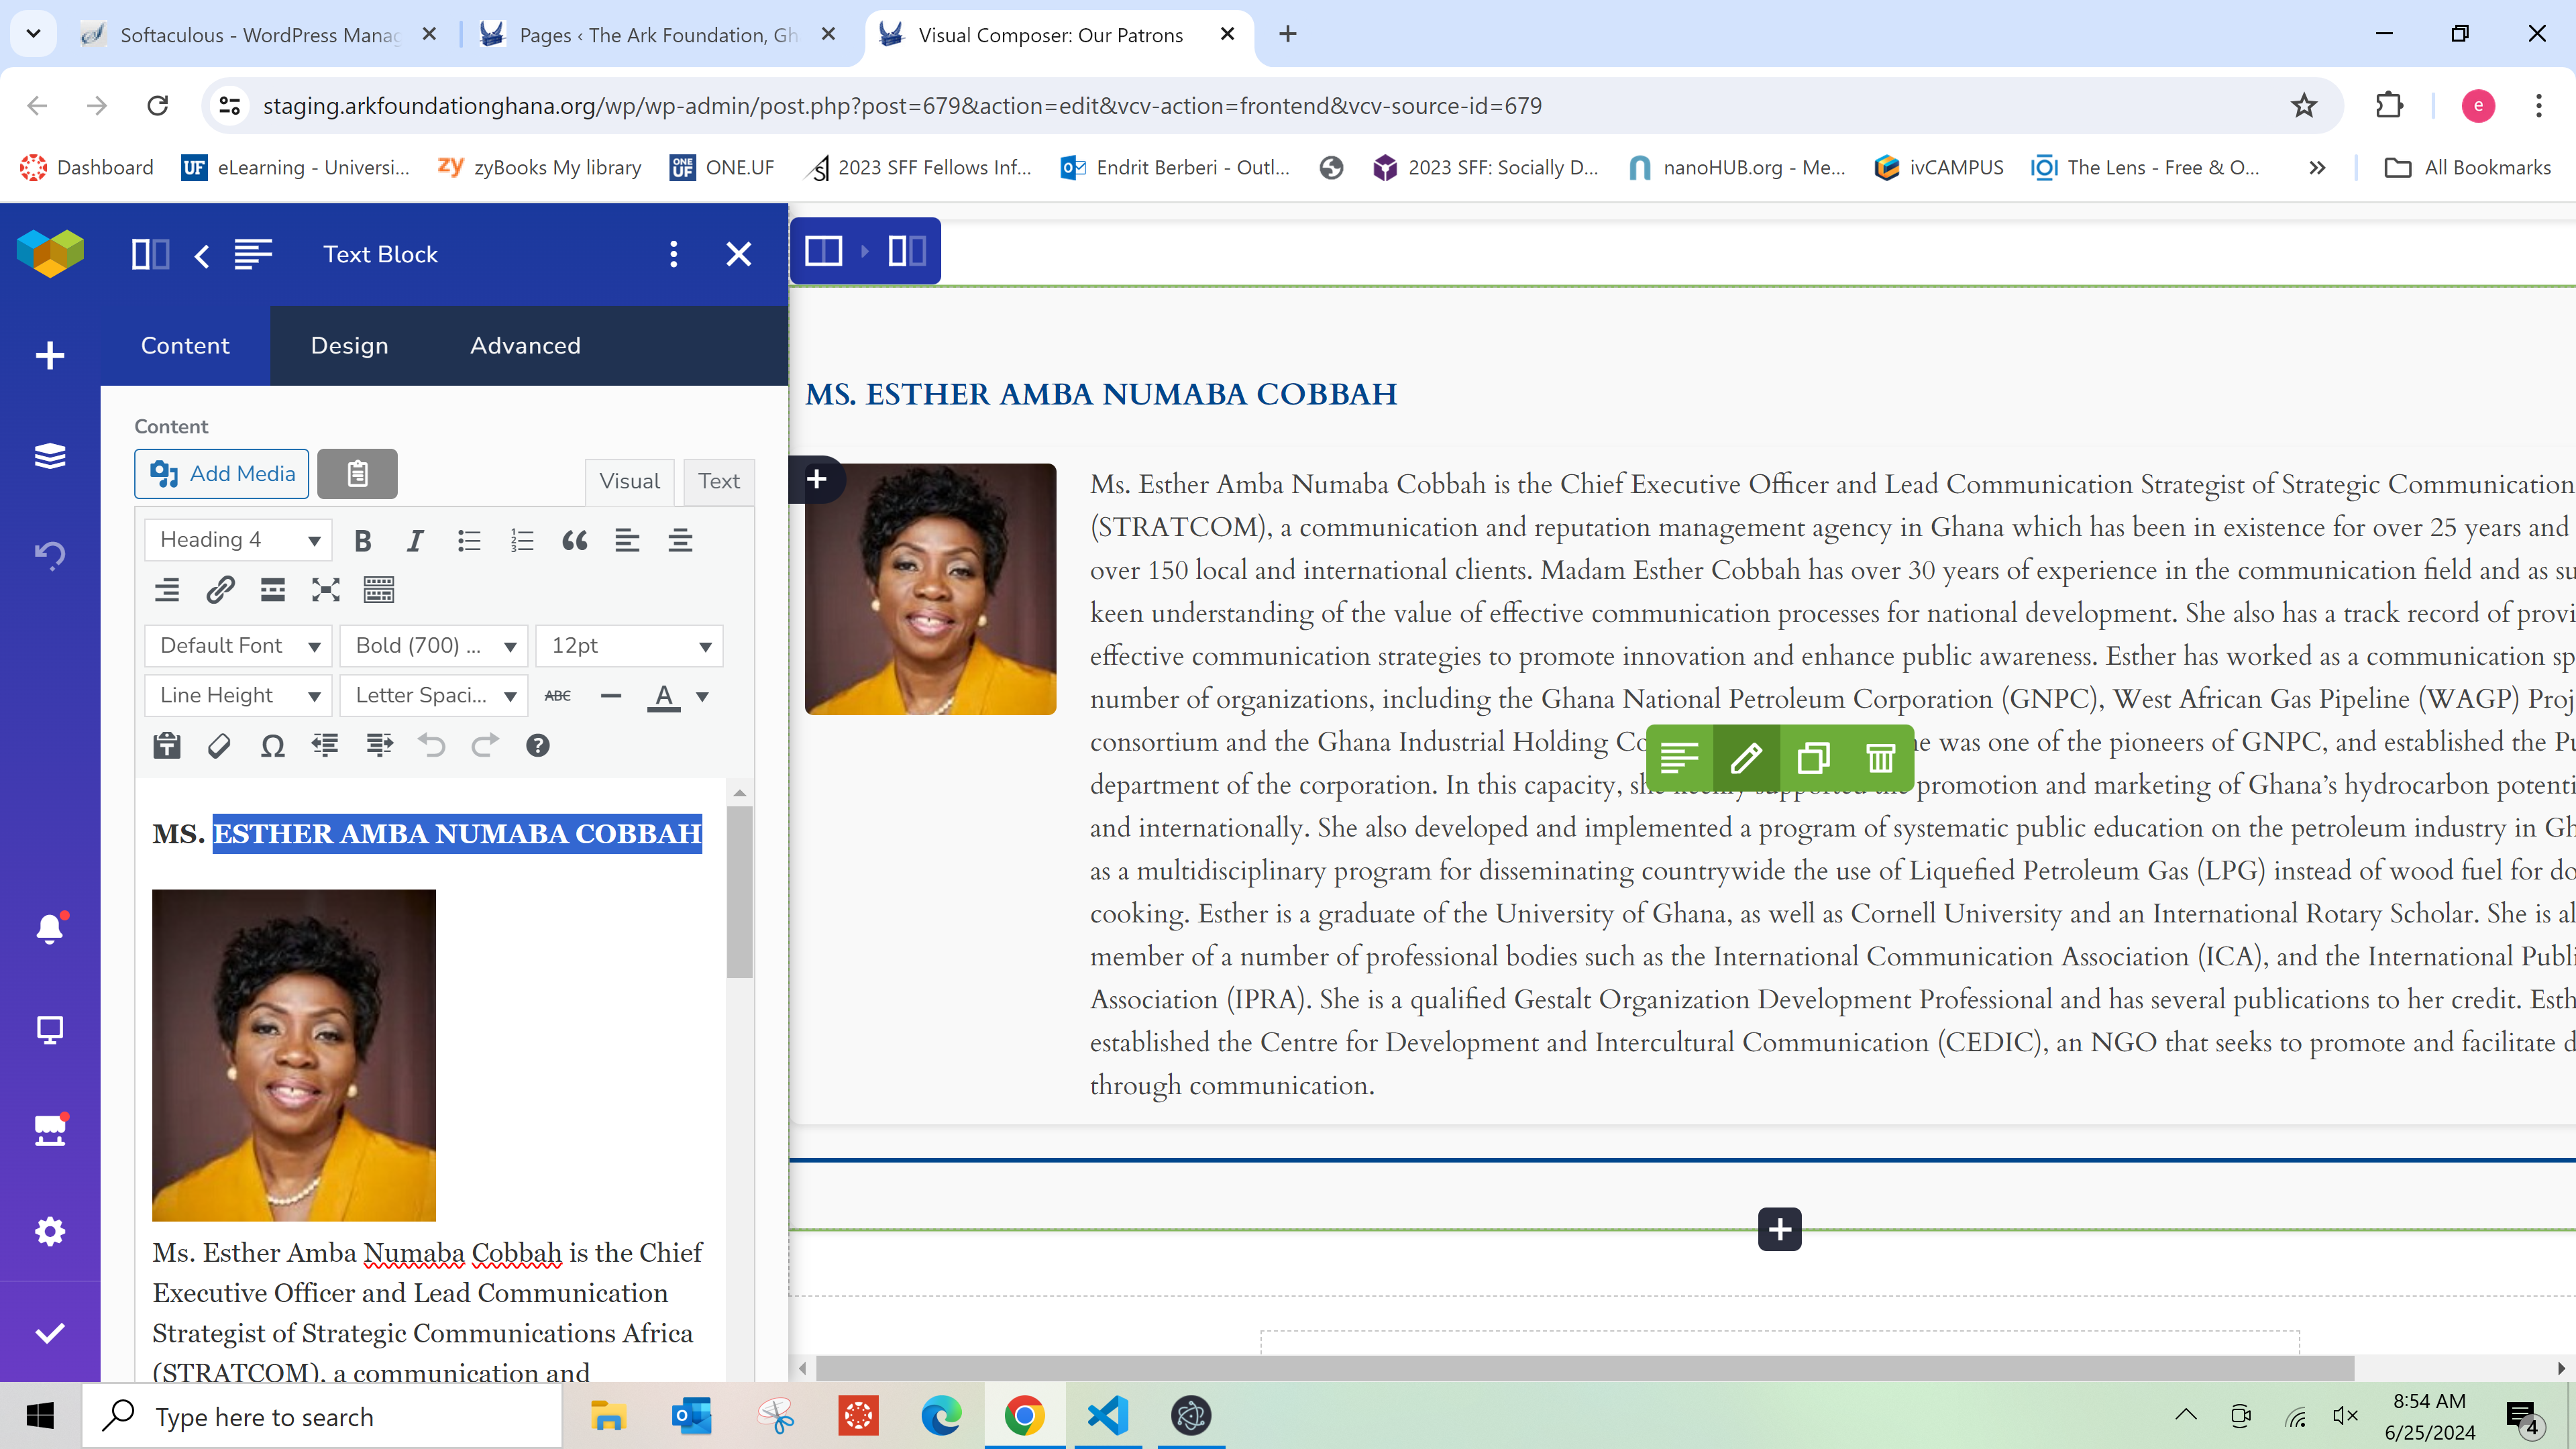 Softaculous - WordPress Manag
Pages ‹ The Ark Foundation, Gh
Visual Composer: Our Patrons
staging.arkfoundationghana.org/wp/wp-admin/post.php?post=679&action=edit&vcv-action=frontend&vcv-source-id=679
e
Dashboard
UF
eLearning - Universi...
zy
zyBooks My library
ONE UF
ONE.UF
2023 SFF Fellows Inf...
Endrit Berberi - Outl...
2023 SFF: Socially D...
nanoHUB.org - Me...
ivCAMPUS
The Lens - Free & O...
All Bookmarks
Text Block
Content
Design
Advanced
Content
Add Media
Visual
Text
Heading 4
Default Font
Bold (700) ...
12pt
Line Height
Letter Spaci...
ABC
A
MS. ESTHER AMBA NUMABA COBBAH
Ms. Esther Amba Numaba Cobbah is the Chief
Executive Officer and Lead Communication
Strategist of Strategic Communications Africa
(STRATCOM), a communication and
MS. ESTHER AMBA NUMABA COBBAH
Ms. Esther Amba Numaba Cobbah is the Chief Executive Officer and Lead Communication Strategist of Strategic Communication
(STRATCOM), a communication and reputation management agency in Ghana which has been in existence for over 25 years and
over 150 local and international clients. Madam Esther Cobbah has over 30 years of experience in the communication field and as su
keen understanding of the value of effective communication processes for national development. She also has a track record of provi
effective communication strategies to promote innovation and enhance public awareness. Esther has worked as a communication sp
number of organizations, including the Ghana National Petroleum Corporation (GNPC), West African Gas Pipeline (WAGP) Proj
consortium and the Ghana Industrial Holding Co e was one of the pioneers of GNPC, and established the Pu
department of the corporation. In this capacity, she keenly supported the promotion and marketing of Ghana's hydrocarbon potenti
and internationally. She also developed and implemented a program of systematic public education on the petroleum industry in Gh
as a multidisciplinary program for disseminating countrywide the use of Liquefied Petroleum Gas (LPG) instead of wood fuel for do
cooking. Esther is a graduate of the University of Ghana, as well as Cornell University and an International Rotary Scholar. She is al
member of a number of professional bodies such as the International Communication Association (ICA), and the International Publi
Association (IPRA). She is a qualified Gestalt Organization Development Professional and has several publications to her credit. Esth
established the Centre for Development and Intercultural Communication (CEDIC), an NGO that seeks to promote and facilitate d
through communication.
Type here to search
8:54 AM
6/25/2024
4